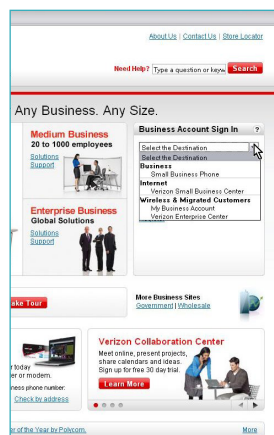 About Us | Contact Us | Store Locator
Need Help? Type a question or keyw Search
Any Business. Any Size.
Medium Business
20 to 1000 employees
Solutions
Support
Enterprise Business
Global Solutions
Solutions
Support
Business Account Sign In ?
Select the Destination
Select the Destination
Business
Small Business Phone
Internet
Verizon Small Business Center
Wireless & Migrated Customers
My Business Account
Verizon Enterprise Center
ake Tour
More Business Sites
Government | Wholesale
r today
er or modem.
ness phone number:
Check by address
Verizon Collaboration Center
Meet online, present projects,
share calendars and ideas.
Sign up for free 30 day trial.
Learn More
er of the Year by Polycom.
More